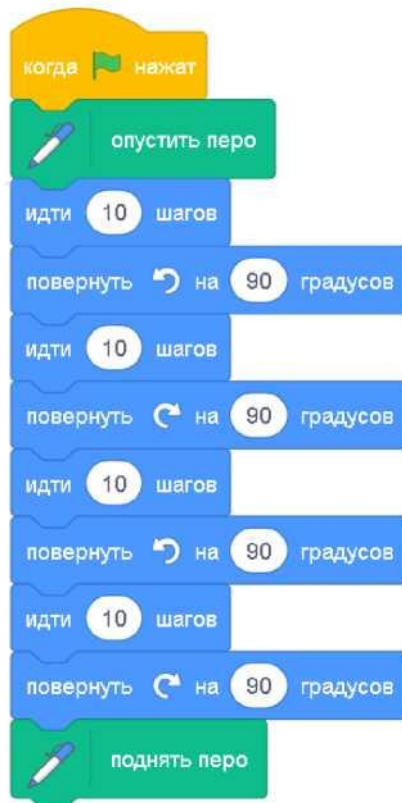 когда нажат
опустить перо
идти 10 шагов
повернуть на 90 градусов
идти 10 шагов
повернуть на 90 градусов
идти 10 шагов
повернуть на 90 градусов
идти 10 шагов
повернуть на 90 градусов
поднять перо